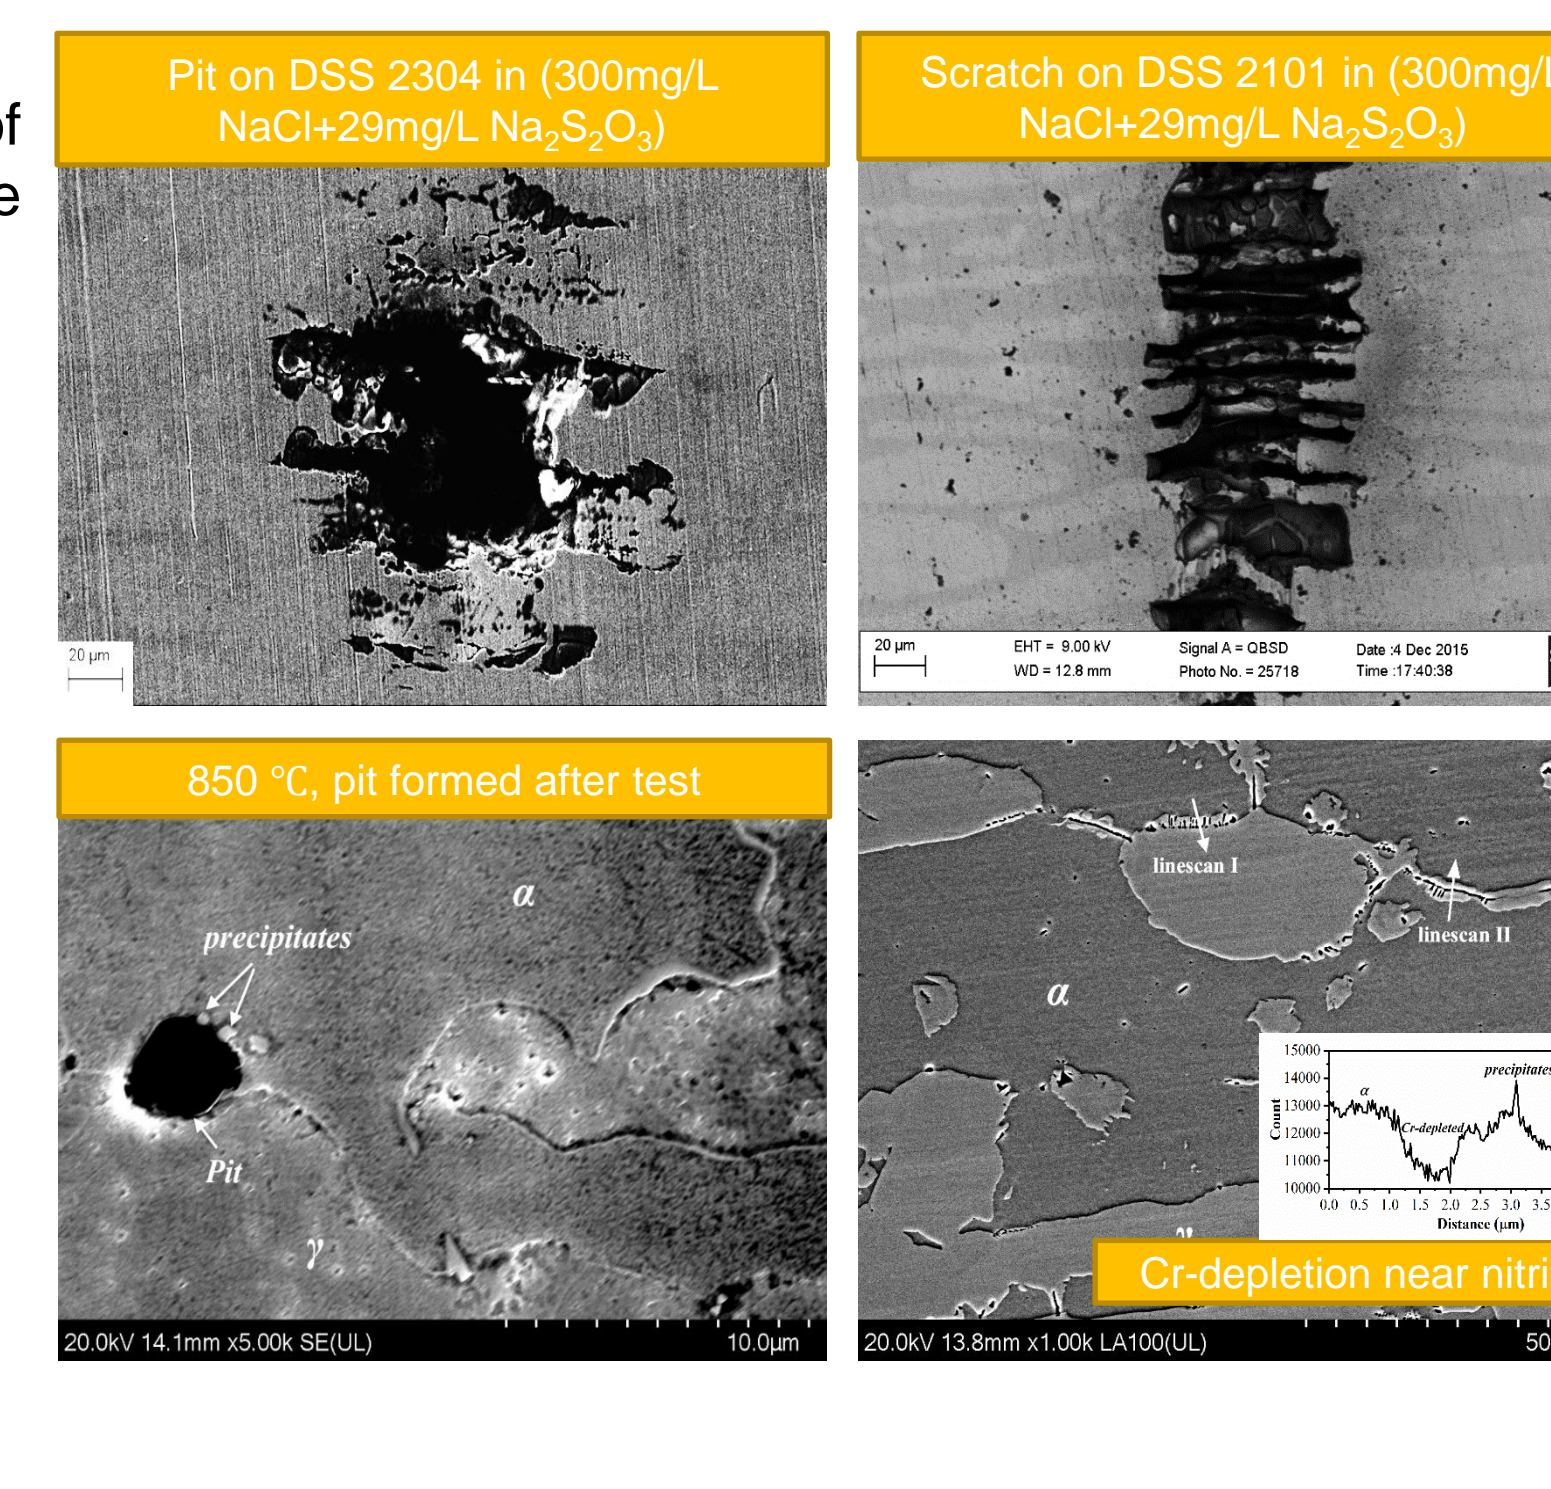 of
e
Pit on DSS 2304 in (300mg/L
NaCl+29mg/L Na₂S₂O₃)
Scratch on DSS 2101 in (300mg/L
NaCl+29mg/L Na₂S₂O₃)
20 µm
20 µm
EHT = 9.00 kV
WD = 12.8 mm
Signal A = QBSD
Photo No. = 25718
Date :4 Dec 2015
Time :17:40:38
850 °C, pit formed after test
α
precipitates
Pit
γ
20.0kV 14.1mm x5.00k SE(UL)
10.0µm
linescan I
linescan II
α
γ
15000
14000
13000
12000
11000
10000
Count
α
Cr-depleted
precipitates
0.0 0.5 1.0 1.5 2.0 2.5 3.0 3.5
Distance (µm)
Cr-depletion near nitri
20.0kV 13.8mm x1.00k LA100(UL)
50